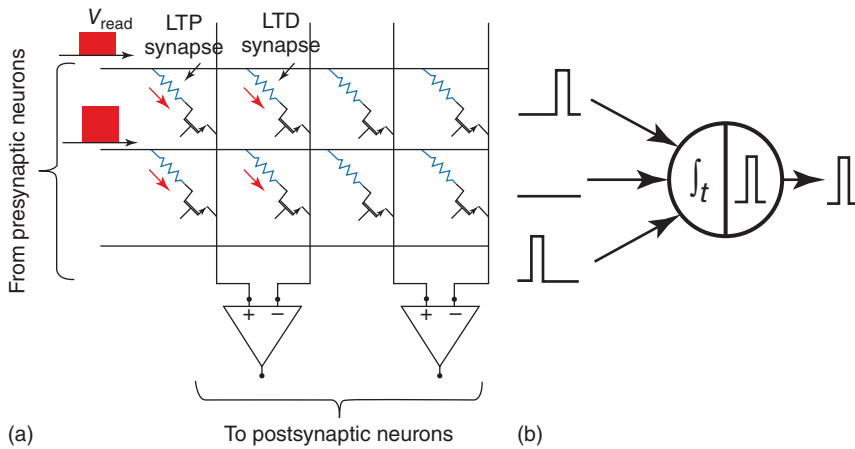 V_read
LTP
synapse
LTD
synapse
From presynaptic neurons
+
−
+
−
To postsynaptic neurons
(a)
∫t
(b)